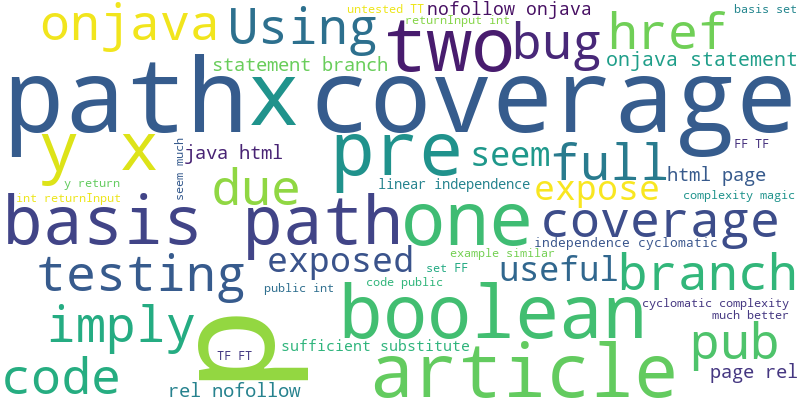 untested TT
nofollow onjava
basis set
onjava
Using
returnInput int
two
bug
href
statement branch
onjava statement
path
x
coverage
y x
seem much
java html
pre
seem
full
FF TF
html page
y return
due
linear independence
expose
complexity magic
int returnInput
basis path
one
coverage
independence cyclomatic
testing
exposed
example similar
set FF
useful
branch
public int
code public
boolean
cyclomatic complexity
much better
imply
p
TF FT
sufficient substitute
article
pub
code
rel nofollow
page rel